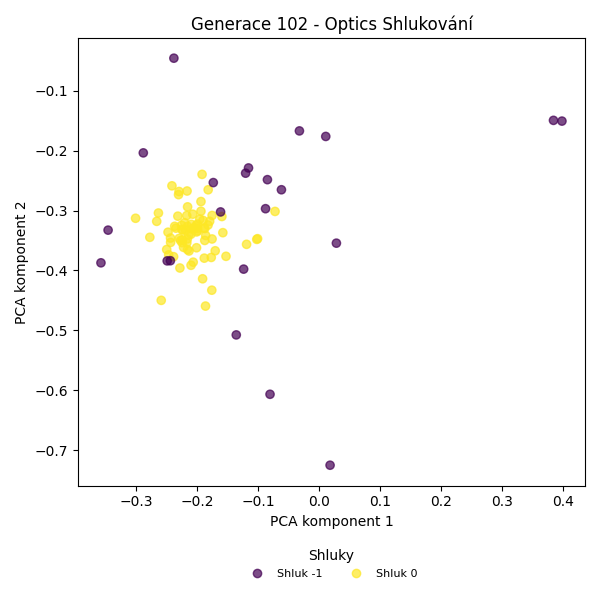 Generace 102 - Optics Shlukování
−0.1
−0.2
−0.3
−0.4
−0.5
−0.6
−0.7
PCA komponent 2
−0.3 −0.2 −0.1 0.0 0.1 0.2 0.3 0.4
PCA komponent 1
Shluky
Shluk -1 Shluk 0